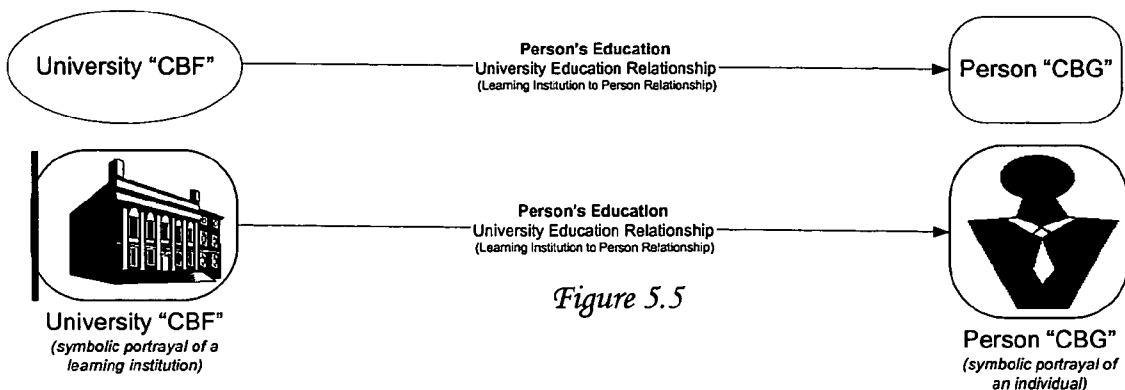 University "CBF"
Person's Education
University Education Relationship
(Learning Institution to Person Relationship)
Person "CBG"
Person's Education
University Education Relationship
(Learning Institution to Person Relationship)
Figure 5.5
University "CBF"
(symbolic portrayal of a
learning institution)
Person "CBG"
(symbolic portrayal of
an individual)